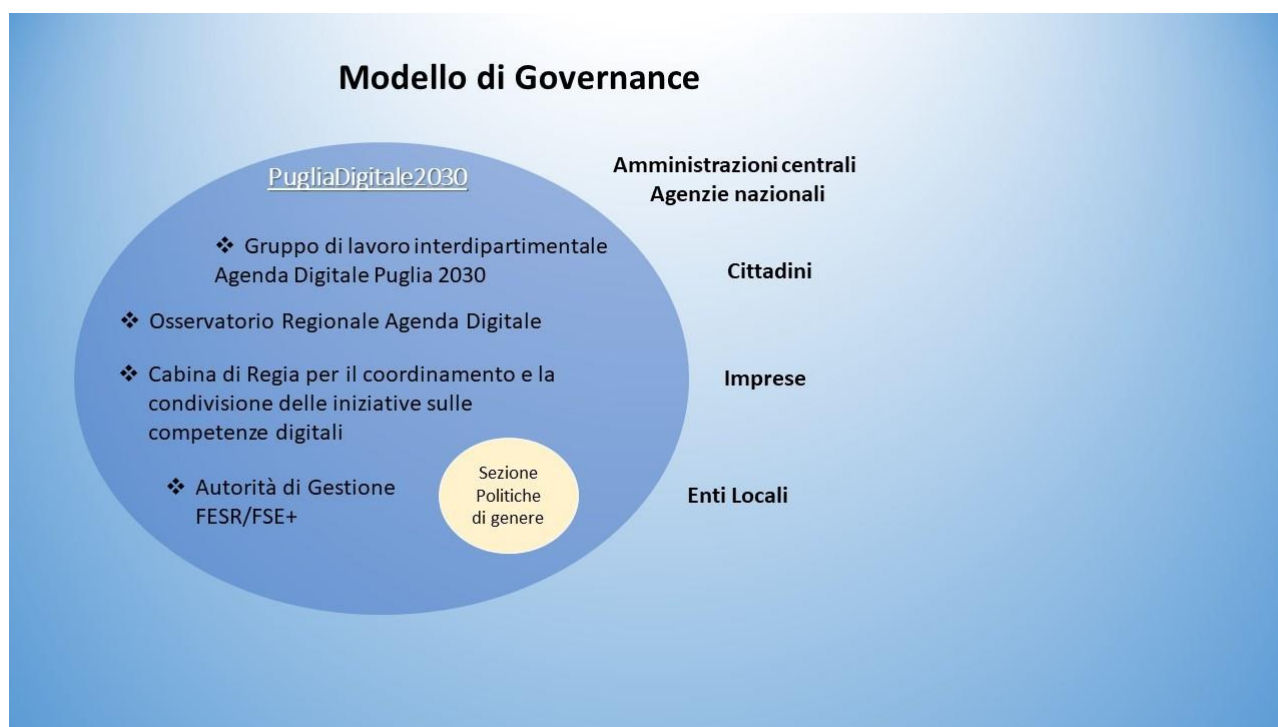 Modello di Governance
PugliaDigitale2030
❖ Gruppo di lavoro interdipartimentale
Agenda Digitale Puglia 2030
❖ Osservatorio Regionale Agenda Digitale
❖ Cabina di Regia per il coordinamento e la
condivisione delle iniziative sulle
competenze digitali
❖ Autorità di Gestione
FESR/FSE+
Sezione
Politiche
di genere
Amministrazioni centrali
Agenzie nazionali
Cittadini
Imprese
Enti Locali